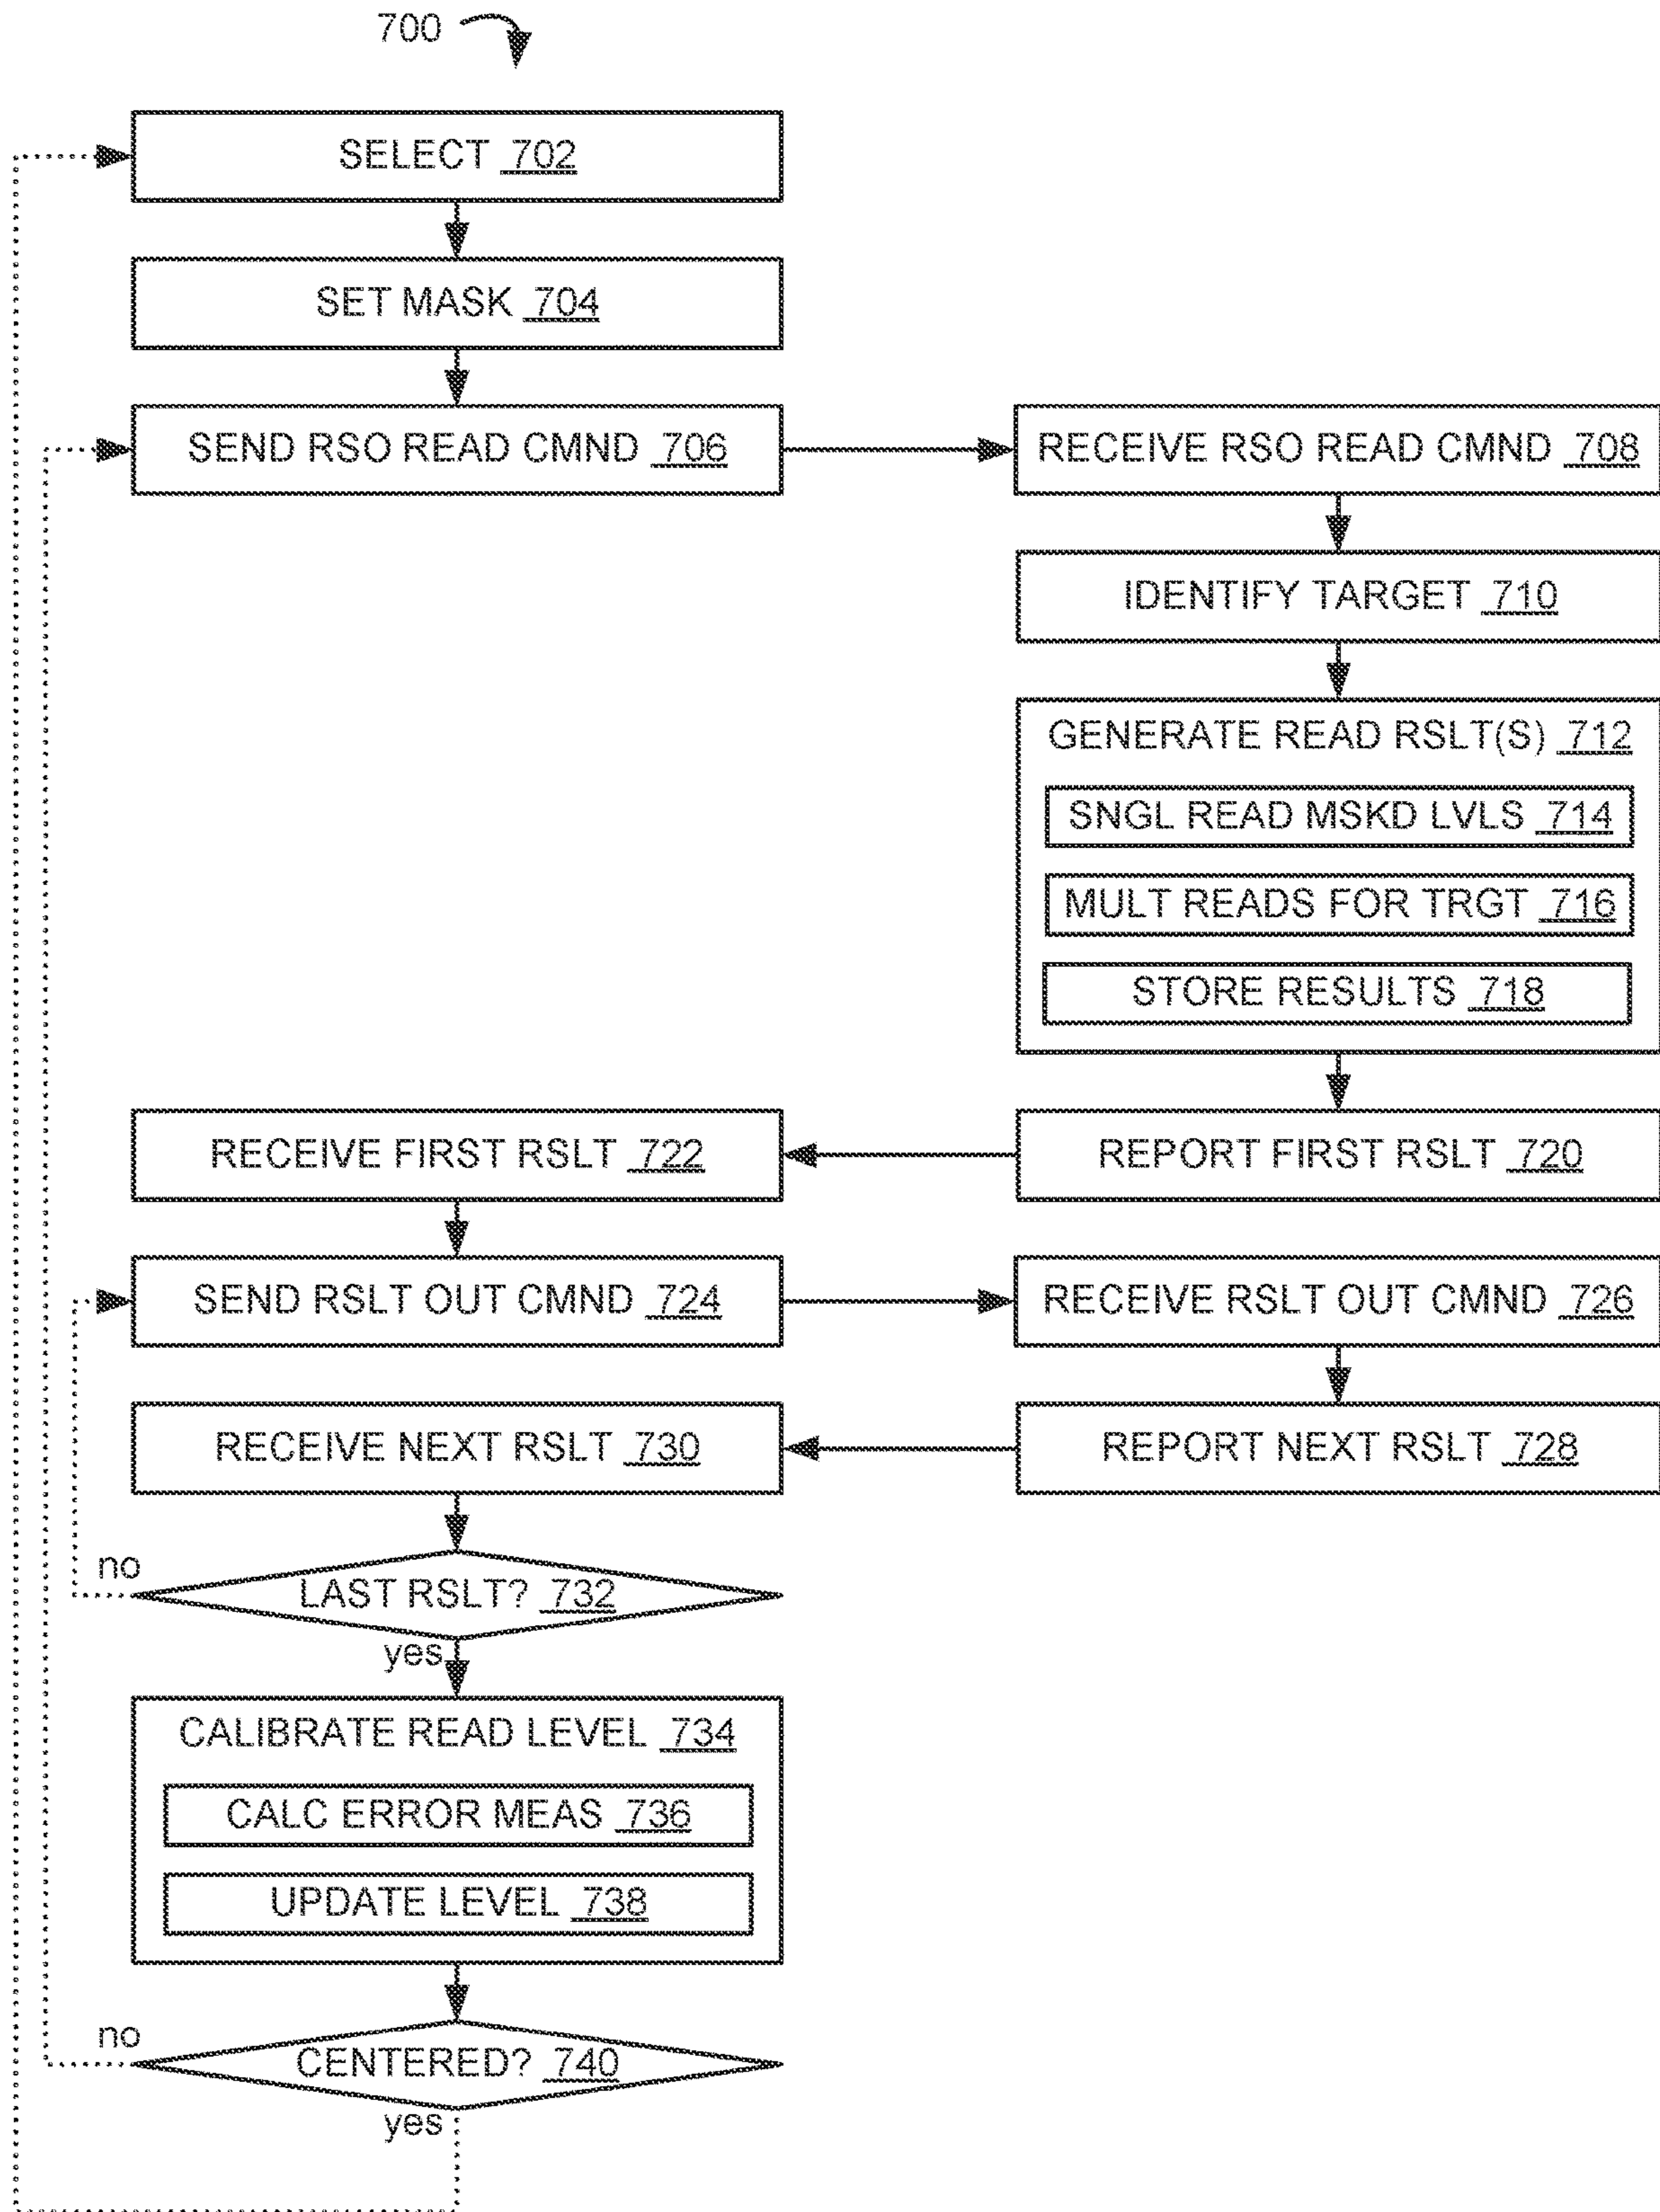 700
SELECT 702
SET MASK 704
SEND RSO READ CMND 706
RECEIVE RSO READ CMND 708
IDENTIFY TARGET 710
GENERATE READ RSLT(S) 712
SNGL READ MSKD LVLS 714
MULT READS FOR TRGT 716
STORE RESULTS 718
RECEIVE FIRST RSLT 722
REPORT FIRST RSLT 720
SEND RSLT OUT CMND 724
RECEIVE RSLT OUT CMND 726
RECEIVE NEXT RSLT 730
REPORT NEXT RSLT 728
no
LAST RSLT? 732
yes
CALIBRATE READ LEVEL 734
CALC ERROR MEAS 736
UPDATE LEVEL 738
no
CENTERED? 740
yes